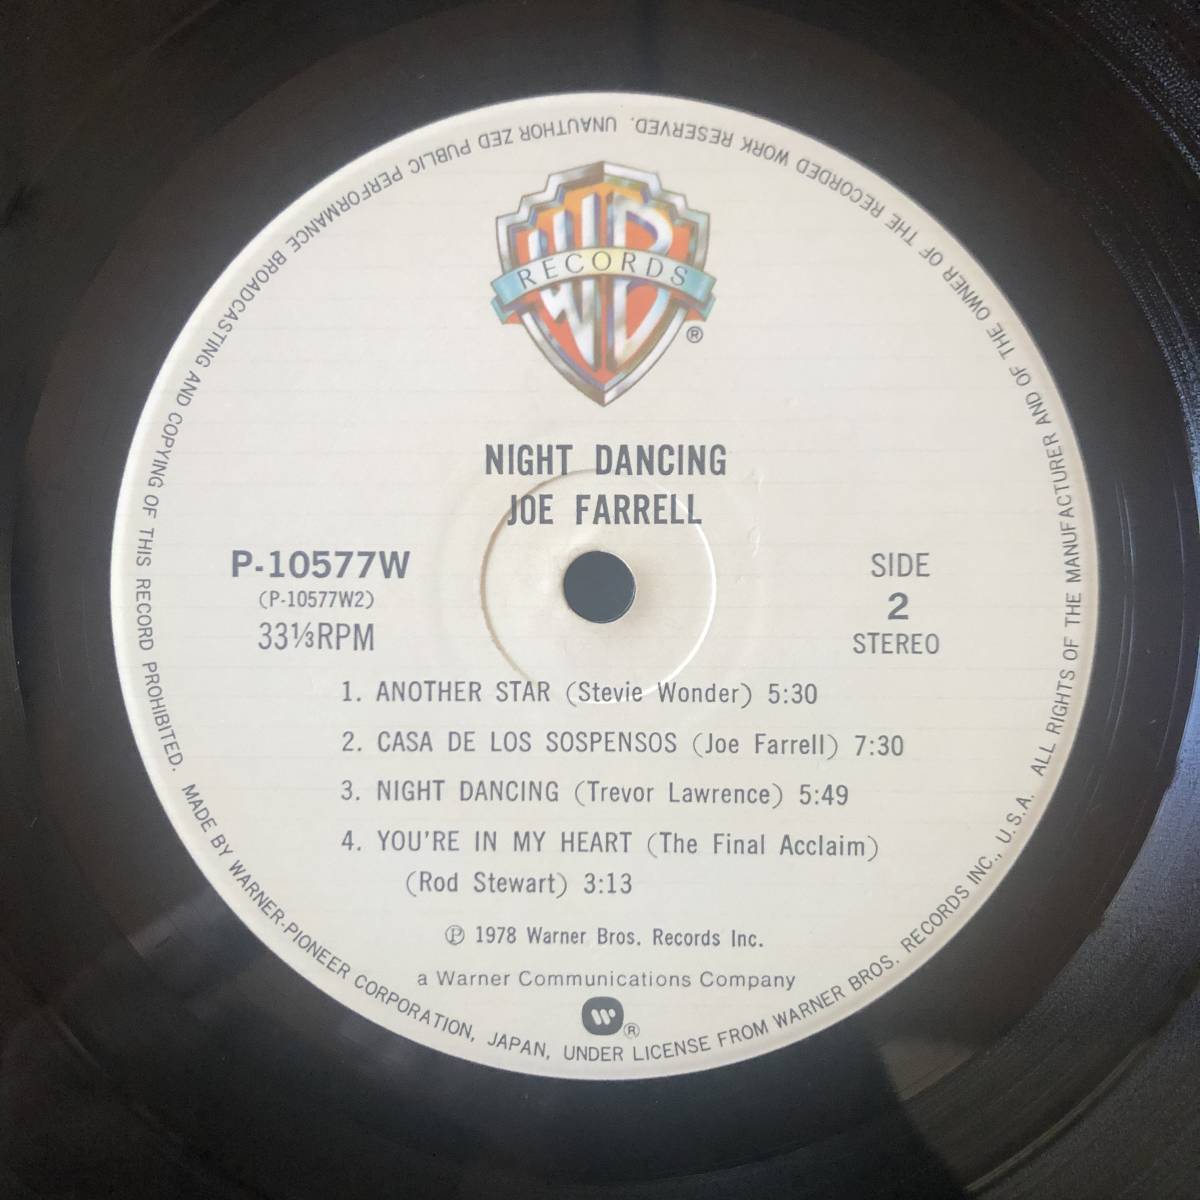 WB
RECORDS
®
NIGHT DANCING
JOE FARRELL
P-10577W
(P-10577W2)
33⅓RPM
SIDE
2
STEREO
1. ANOTHER STAR (Stevie Wonder) 5:30
2. CASA DE LOS SOSPENSOS (Joe Farrell) 7:30
3. NIGHT DANCING (Trevor Lawrence) 5:49
4. YOU'RE IN MY HEART (The Final Acclaim)
(Rod Stewart) 3:13
℗ 1978 Warner Bros. Records Inc.
a Warner Communications Company
®
MADE BY WARNER-PIONEER CORPORATION, JAPAN, UNDER LICENSE FROM WARNER BROS. RECORDS INC., U.S.A. ALL RIGHTS OF THE MANUFACTURER AND OF THE OWNER OF THE RECORDED WORK RESERVED. UNAUTHOR ZED PUBLIC PERFORMANCE BROADCASTING AND COPYING OF THIS RECORD PROHIBITED.